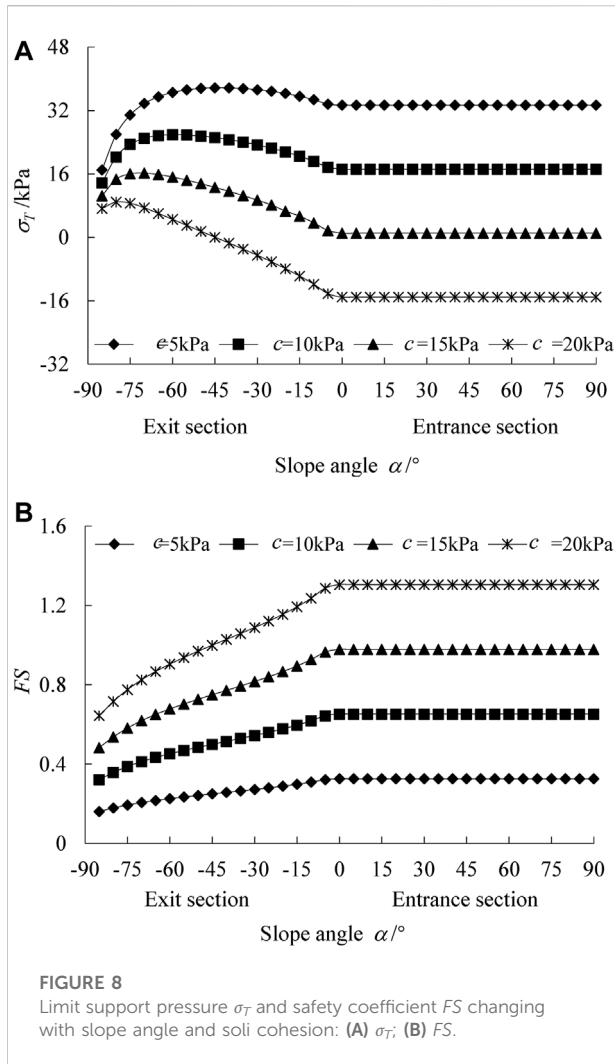 A
48
32
16
0
-16
-32
σT /kPa
c=5kPa c=10kPa c=15kPa c =20kPa
-90 -75 -60 -45 -30 -15 0 15 30 45 60 75 90
Exit section Entrance section
Slope angle α/°
B
1.6
1.2
0.8
0.4
0
FS
c=5kPa c=10kPa c =15kPa c =20kPa
-90 -75 -60 -45 -30 -15 0 15 30 45 60 75 90
Exit section Entrance section
Slope angle α/°
FIGURE 8
Limit support pressure σT and safety coefficient FS changing
with slope angle and soli cohesion: (A) σT; (B) FS.